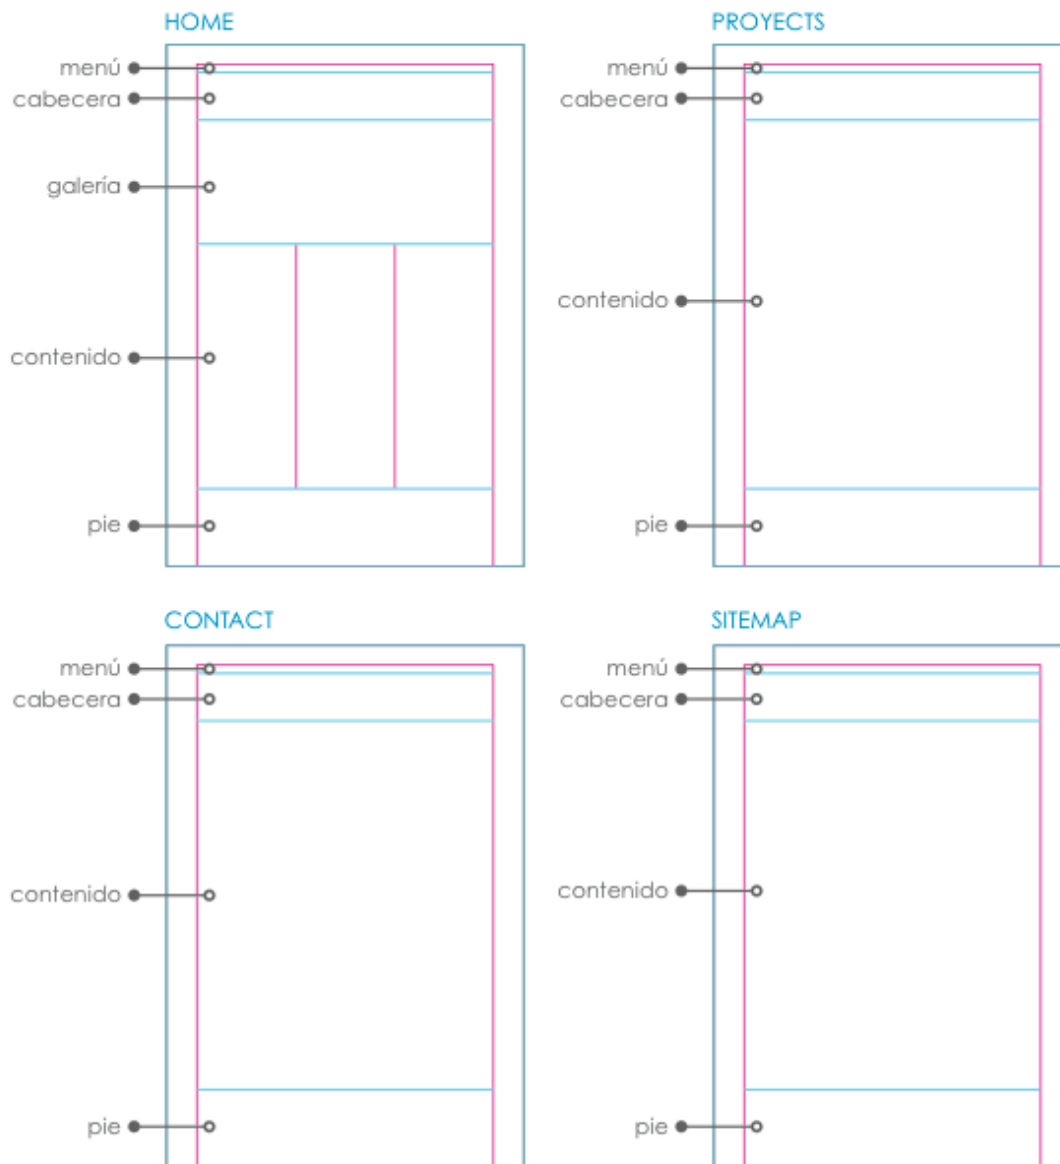 HOME
menú
cabecera
galería
contenido
pie
PROYECTS
menú
cabecera
contenido
pie
CONTACT
menú
cabecera
contenido
pie
SITEMAP
menú
cabecera
contenido
pie